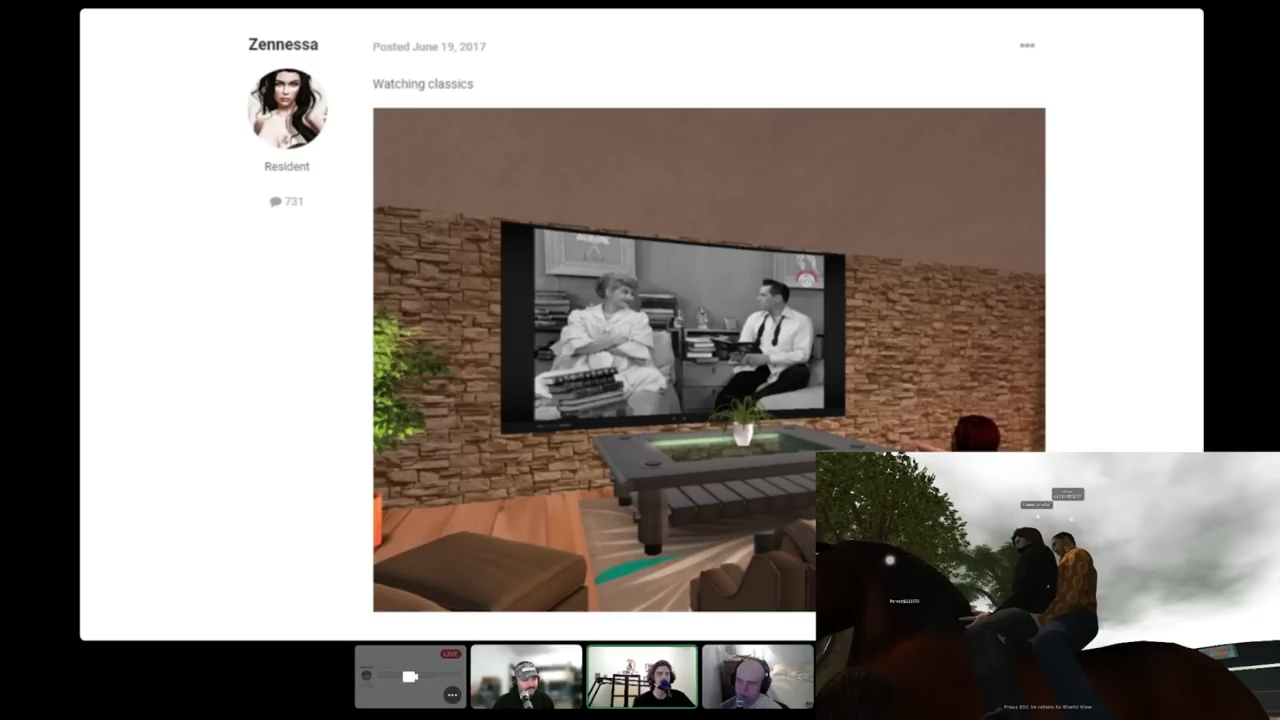 Zennessa
Posted June 19, 2017
Watching classics
Resident
731
LIVE
Press ESC to return to World View